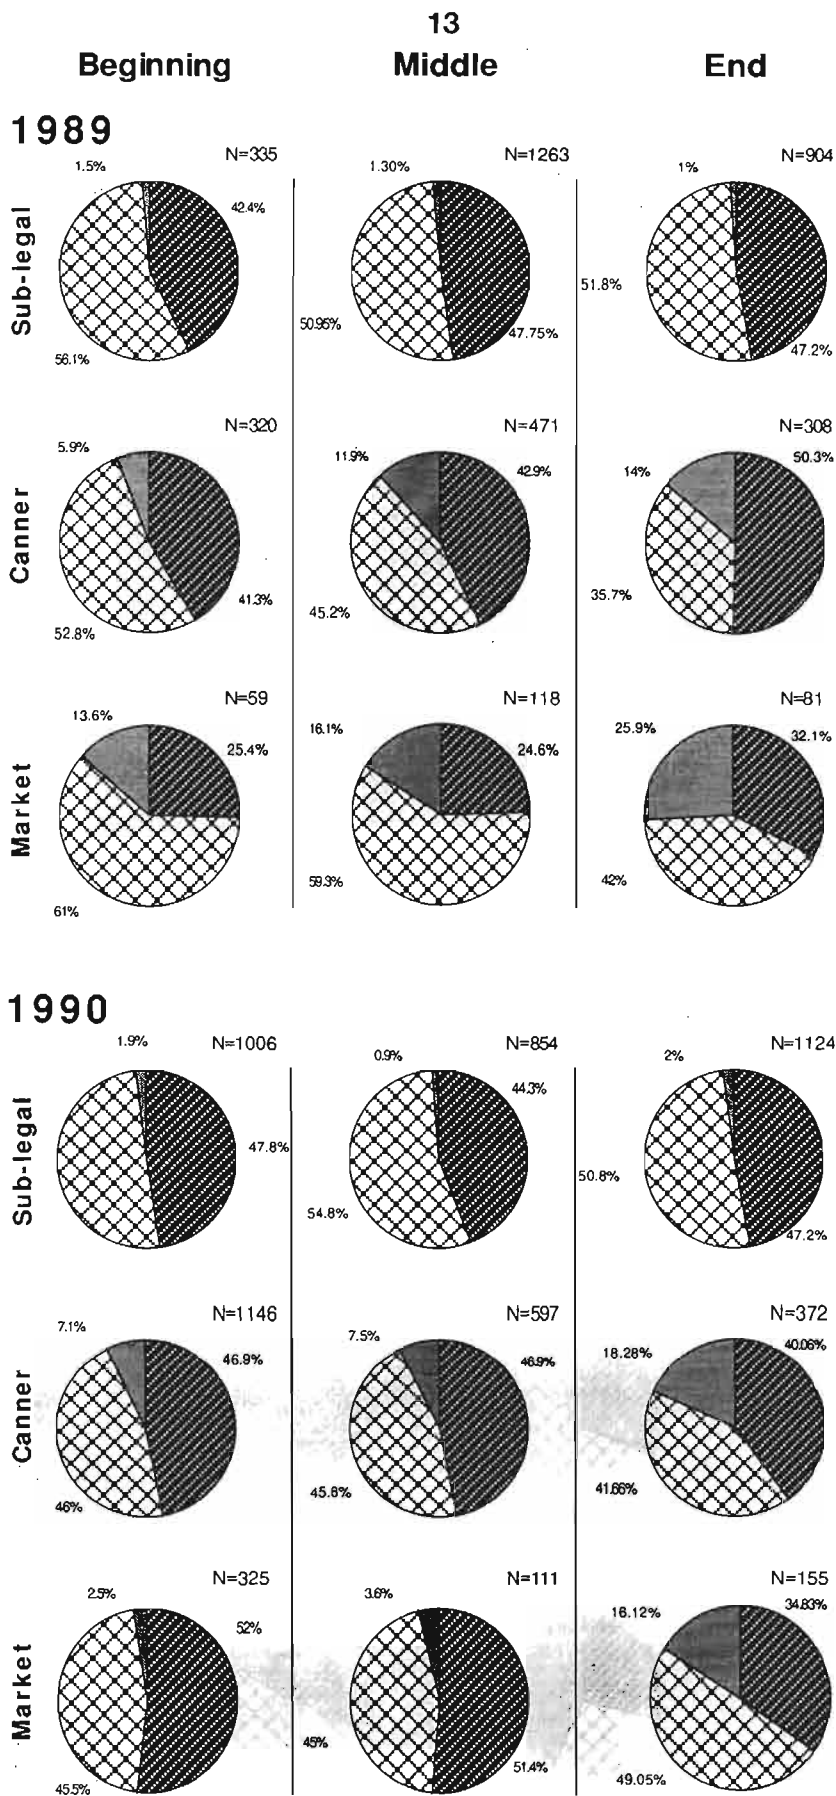 13
Beginning Middle End
1989
Sub-legal
N=335 N=1263 N=904
1.5% 1.30% 1%
42.4%
51.8%
50.95% 47.75% 47.2%
56.1%
Canner
N=320 N=471 N=308
5.9% 11.9% 42.9% 14% 50.3%
41.3% 35.7%
52.8% 45.2%
Market
N=59 N=118 N=81
13.6% 25.4% 16.1% 24.6% 25.9% 32.1%
61% 59.3% 42%
1990
Sub-legal
N=1006 N=854 N=1124
1.9% 0.9% 2%
44.3%
47.8% 50.8%
54.8% 47.2%
Canner
N=1146 N=597 N=372
7.1% 46.9% 7.5% 46.9% 18.28% 40.06%
46% 45.8% 41.66%
Market
N=325 N=111 N=155
2.5% 52% 3.6% 16.12% 34.83%
45% 51.4%
45.5% 49.05%